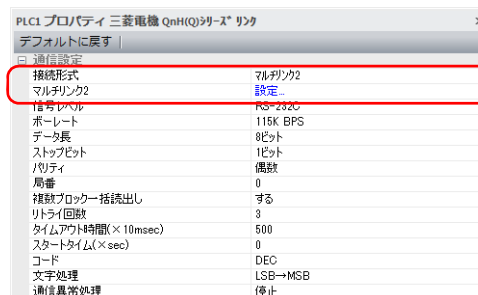 PLC1 プロパティ 三菱電機 QnH(Q)シリーズ リンク
デフォルトに戻す
通信設定
接続形式 マルチリンク2
マルチリンク2 設定...
信号レベル RS-232C
ボーレート 115K BPS
データ長 8ビット
ストップビット 1ビット
パリティ 偶数
局番 0
複数ブロック一括読出し する
リトライ回数 3
タイムアウト時間(×10msec) 500
スタートタイム(×sec) 0
コード DEC
文字処理 LSB→MSB
通信異常処理 停止